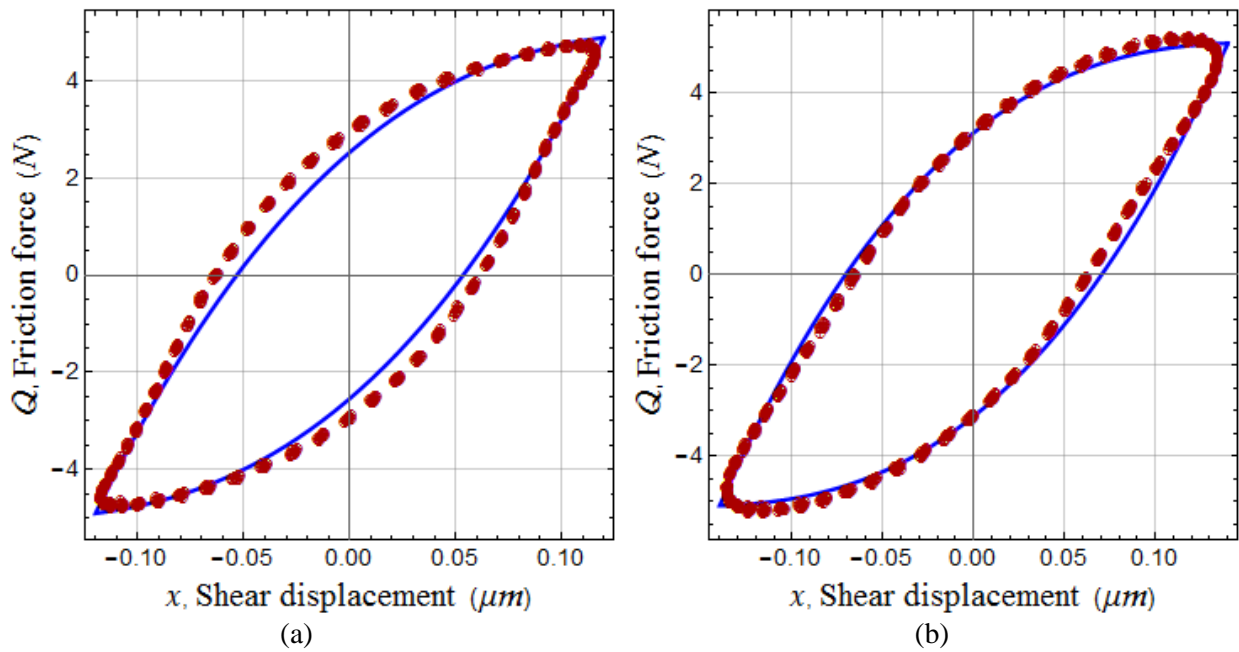 Q, Friction force (N)
4
2
0
−2
−4
−0.10 −0.05 0.00 0.05 0.10
x, Shear displacement (μm)
(a)
Q, Friction force (N)
4
2
0
−2
−4
−0.10 −0.05 0.00 0.05 0.10
x, Shear displacement (μm)
(b)